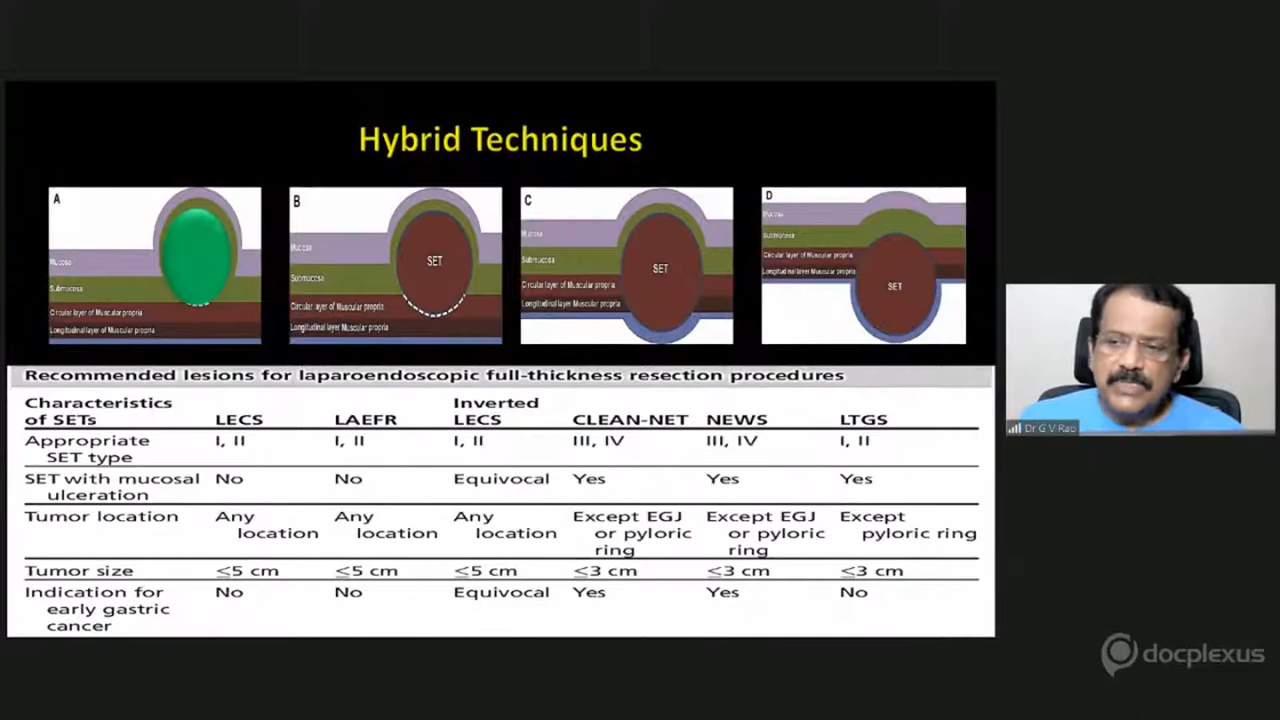 Hybrid Techniques
A
Mucosa
Submucosa
Circular layer of Muscular propria
Longitudinal layer of Muscular propria
B
SET
Mucosa
Submucosa
Circular layer of Muscular propria
Longitudinal layer Muscular propria
C
Mucosa
SET
Submucosa
Circular layer of Muscular propria
Longitudinal layer Muscular propria
D
Mucosa
Submucosa
Circular layer of Muscular propria
Longitudinal layer Muscular propria
SET
Recommended lesions for laparoendoscopic full-thickness resection procedures
Characteristics Inverted
of SETs LECS LAEFR LECS CLEAN-NET NEWS LTGS
Appropriate I, II I, II I, II III, IV III, IV I, II
SET type
SET with mucosal No No Equivocal Yes Yes Yes
ulceration
Tumor location Any Any Any Except EGJ Except EGJ Except
location location location or pyloric or pyloric pyloric ring
ring ring
Tumor size ≤5 cm ≤5 cm ≤5 cm ≤3 cm ≤3 cm ≤3 cm
Indication for No No Equivocal Yes Yes No
early gastric
cancer
Dr G V Rao
docplexus